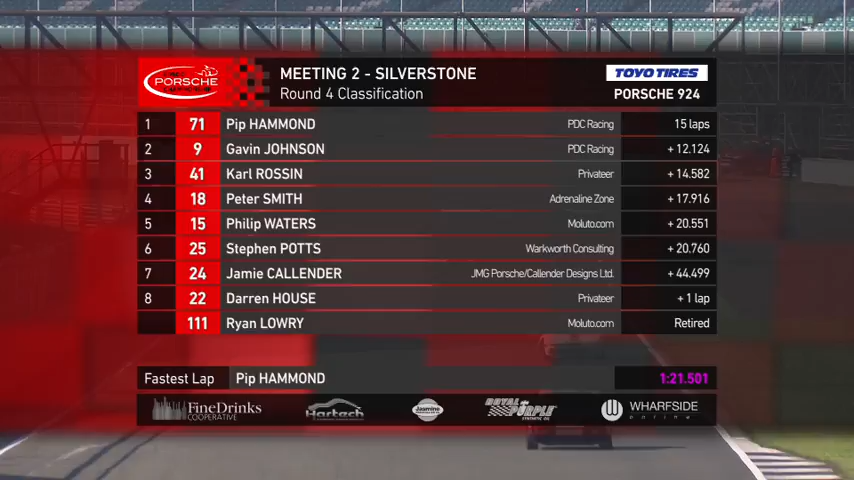 MEETING 2 - SILVERSTONE
TOYO TIRES
PORSCHE
Round 4 Classification
PORSCHE 924
1 71 Pip HAMMOND PDC Racing 15 laps
2 9 Gavin JOHNSON PDC Racing + 12.124
3 41 Karl ROSSIN Privateer + 14.582
4 18 Peter SMITH Adrenaline Zone + 17.916
5 15 Philip WATERS Moluto.com + 20.551
6 25 Stephen POTTS Warkworth Consulting + 20.760
7 24 Jamie CALLENDER JMG Porsche/Callender Designs Ltd. + 44.499
8 22 Darren HOUSE Privateer + 1 lap
111 Ryan LOWRY Moluto.com Retired
Fastest Lap Pip HAMMOND 1:21.501
FineDrinks COOPERATIVE Hartech Jasmine ROYAL PURPLE SYNTHETIC OIL WHARFSIDE